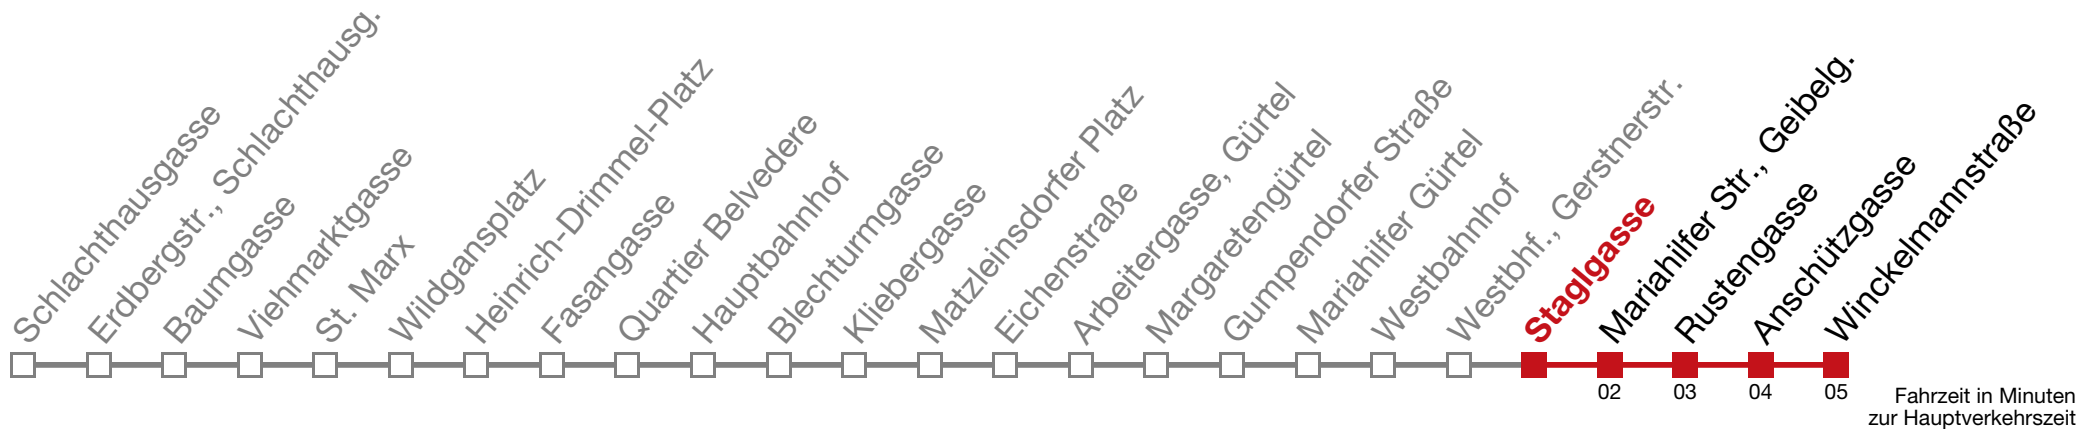 Schlachthausgasse
Erdbergstr., Schlachthausg.
Baumgasse
Viehmarktgasse
St. Marx
Wildgansplatz
Heinrich-Drimmel-Platz
Fasangasse
Quartier Belvedere
Hauptbahnhof
Blechturmgasse
Kliebergasse
Matzleinsdorfer Platz
Eichenstraße
Arbeitergasse, Gürtel
Margaretengürtel
Gumpendorfer Straße
Mariahilfer Gürtel
Westbahnhof
Westbhf., Gerstnerstr.
Staglgasse
Mariahilfer Str., Geibelg.
Rustengasse
Anschützgasse
Winckelmannstraße
02 03 04 05
Fahrzeit in Minuten
zur Hauptverkehrszeit